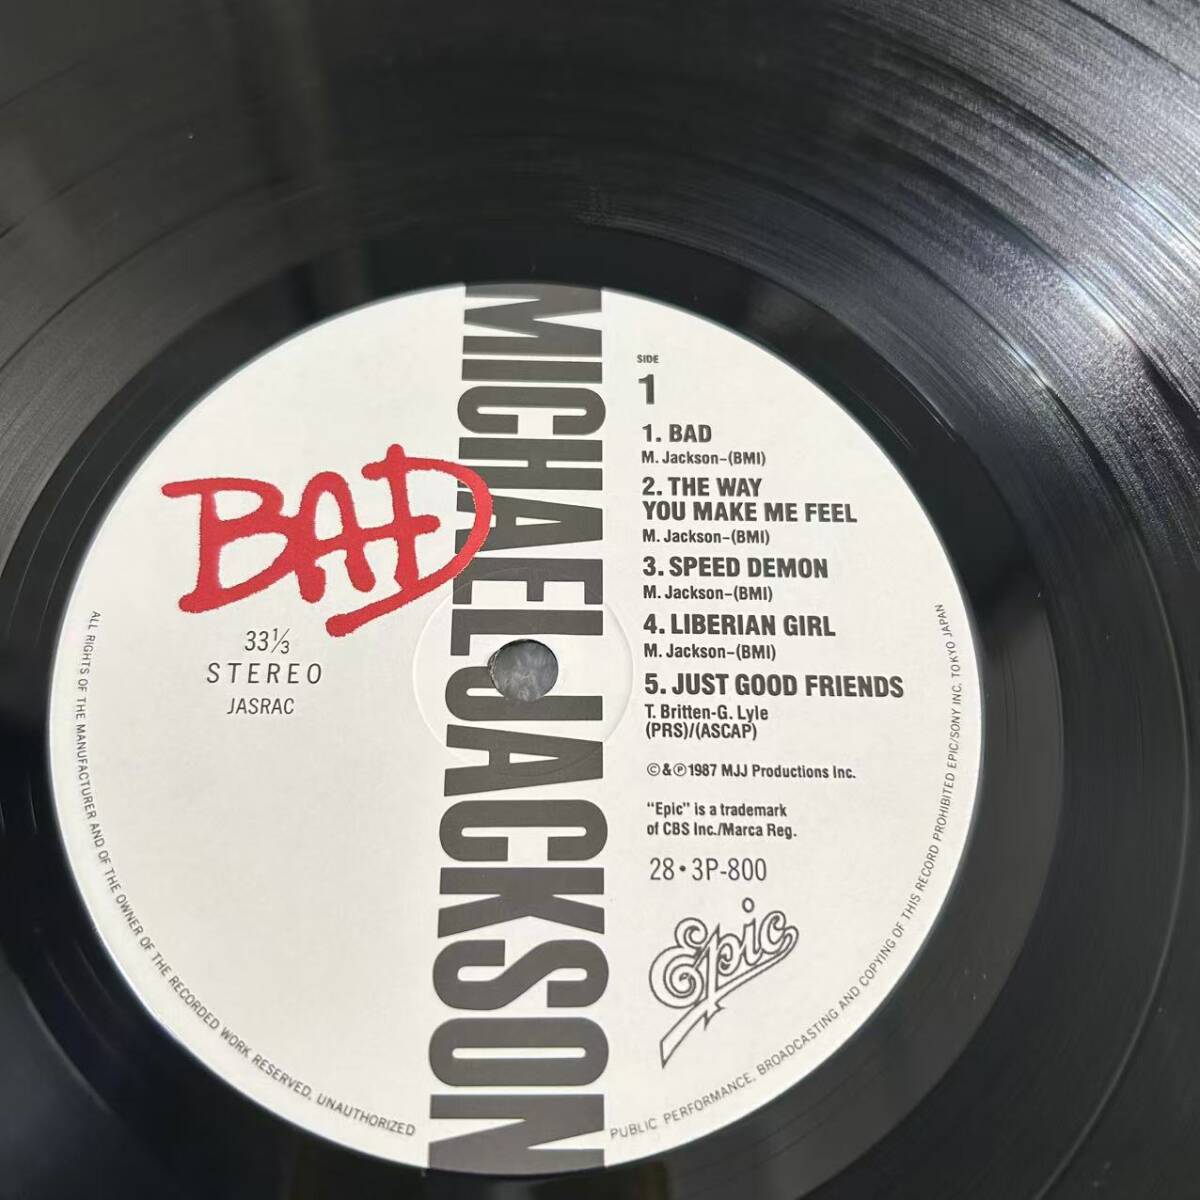 BAD
33⅓
STEREO
JASRAC
MICHAEL JACKSON
SIDE
1
1. BAD
M. Jackson-(BMI)
2. THE WAY
YOU MAKE ME FEEL
M. Jackson-(BMI)
3. SPEED DEMON
M. Jackson-(BMI)
4. LIBERIAN GIRL
M. Jackson-(BMI)
5. JUST GOOD FRIENDS
T. Britten-G. Lyle
(PRS)/(ASCAP)
©&℗1987 MJJ Productions Inc.
"Epic" is a trademark
of CBS Inc./Marca Reg.
28・3P-800
Epic
ALL RIGHTS OF THE MANUFACTURER AND OF THE OWNER OF THE RECORDED WORK RESERVED, UNAUTHORIZED PUBLIC PERFORMANCE, BROADCASTING AND COPYING OF THIS RECORD PROHIBITED EPIC/SONY INC. TOKYO JAPAN